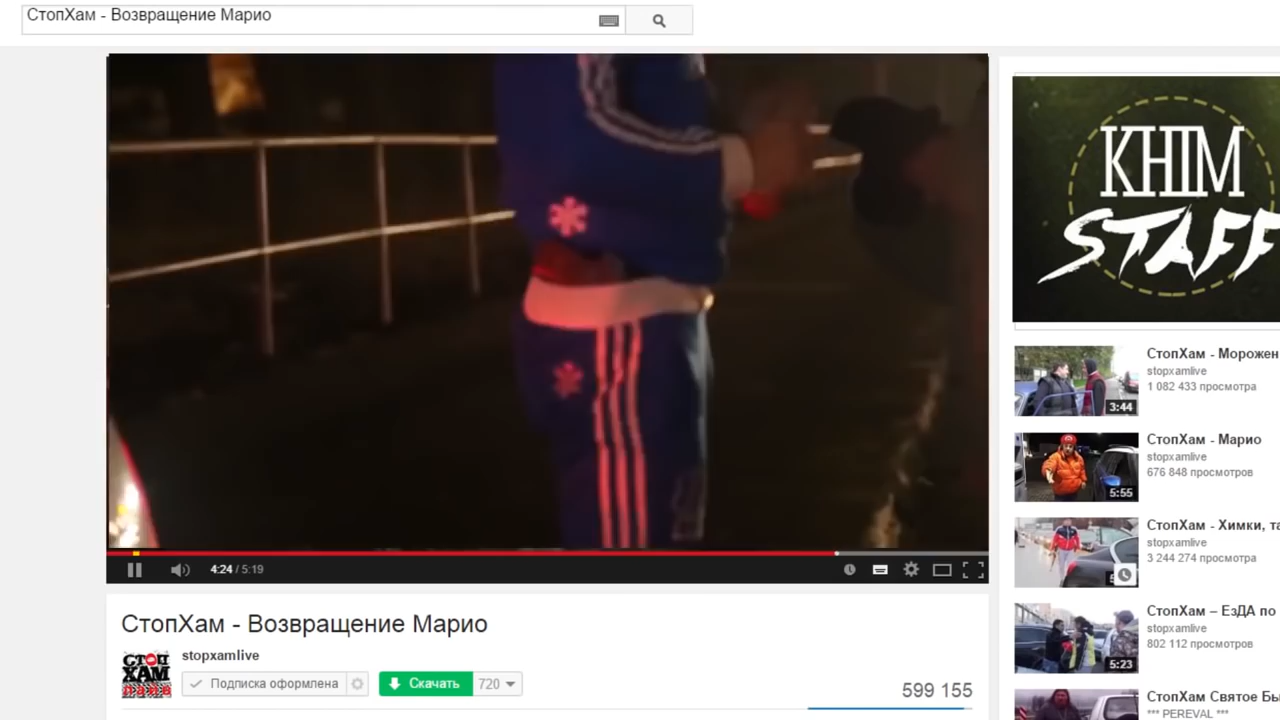 СтопХам - Возвращение Марио
KHIM
STAFF
4:24 / 5:19
СтопХам - Морожен
stopxamlive
1 082 433 просмотра
3:44
СтопХам - Марио
stopxamlive
676 848 просмотров
5:55
СтопХам - Химки, та
stopxamlive
3 244 274 просмотра
СтопХам – ЕзДА по
stopxamlive
802 112 просмотров
5:23
СтопХам Святое Бы
*** PEREVAL ***
СтопХам - Возвращение Марио
СТОП
ХАМ
stopxamlive
Подписка оформлена
Скачать
720
599 155